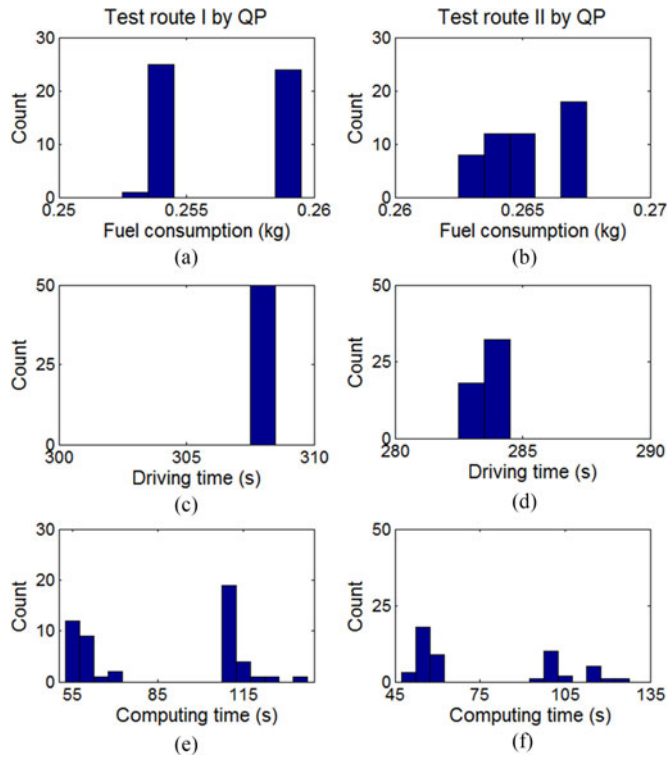 Test route I by QP
Test route II by QP
30
20
10
0
Count
0.25
0.255
0.26
Fuel consumption (kg)
(a)
30
20
10
0
Count
0.26
0.265
0.27
Fuel consumption (kg)
(b)
50
25
0
Count
300
305
310
Driving time (s)
(c)
50
25
0
Count
280
285
290
Driving time (s)
(d)
30
20
10
0
Count
55
85
115
Computing time (s)
(e)
50
25
0
Count
45
75
105
135
Computing time (s)
(f)